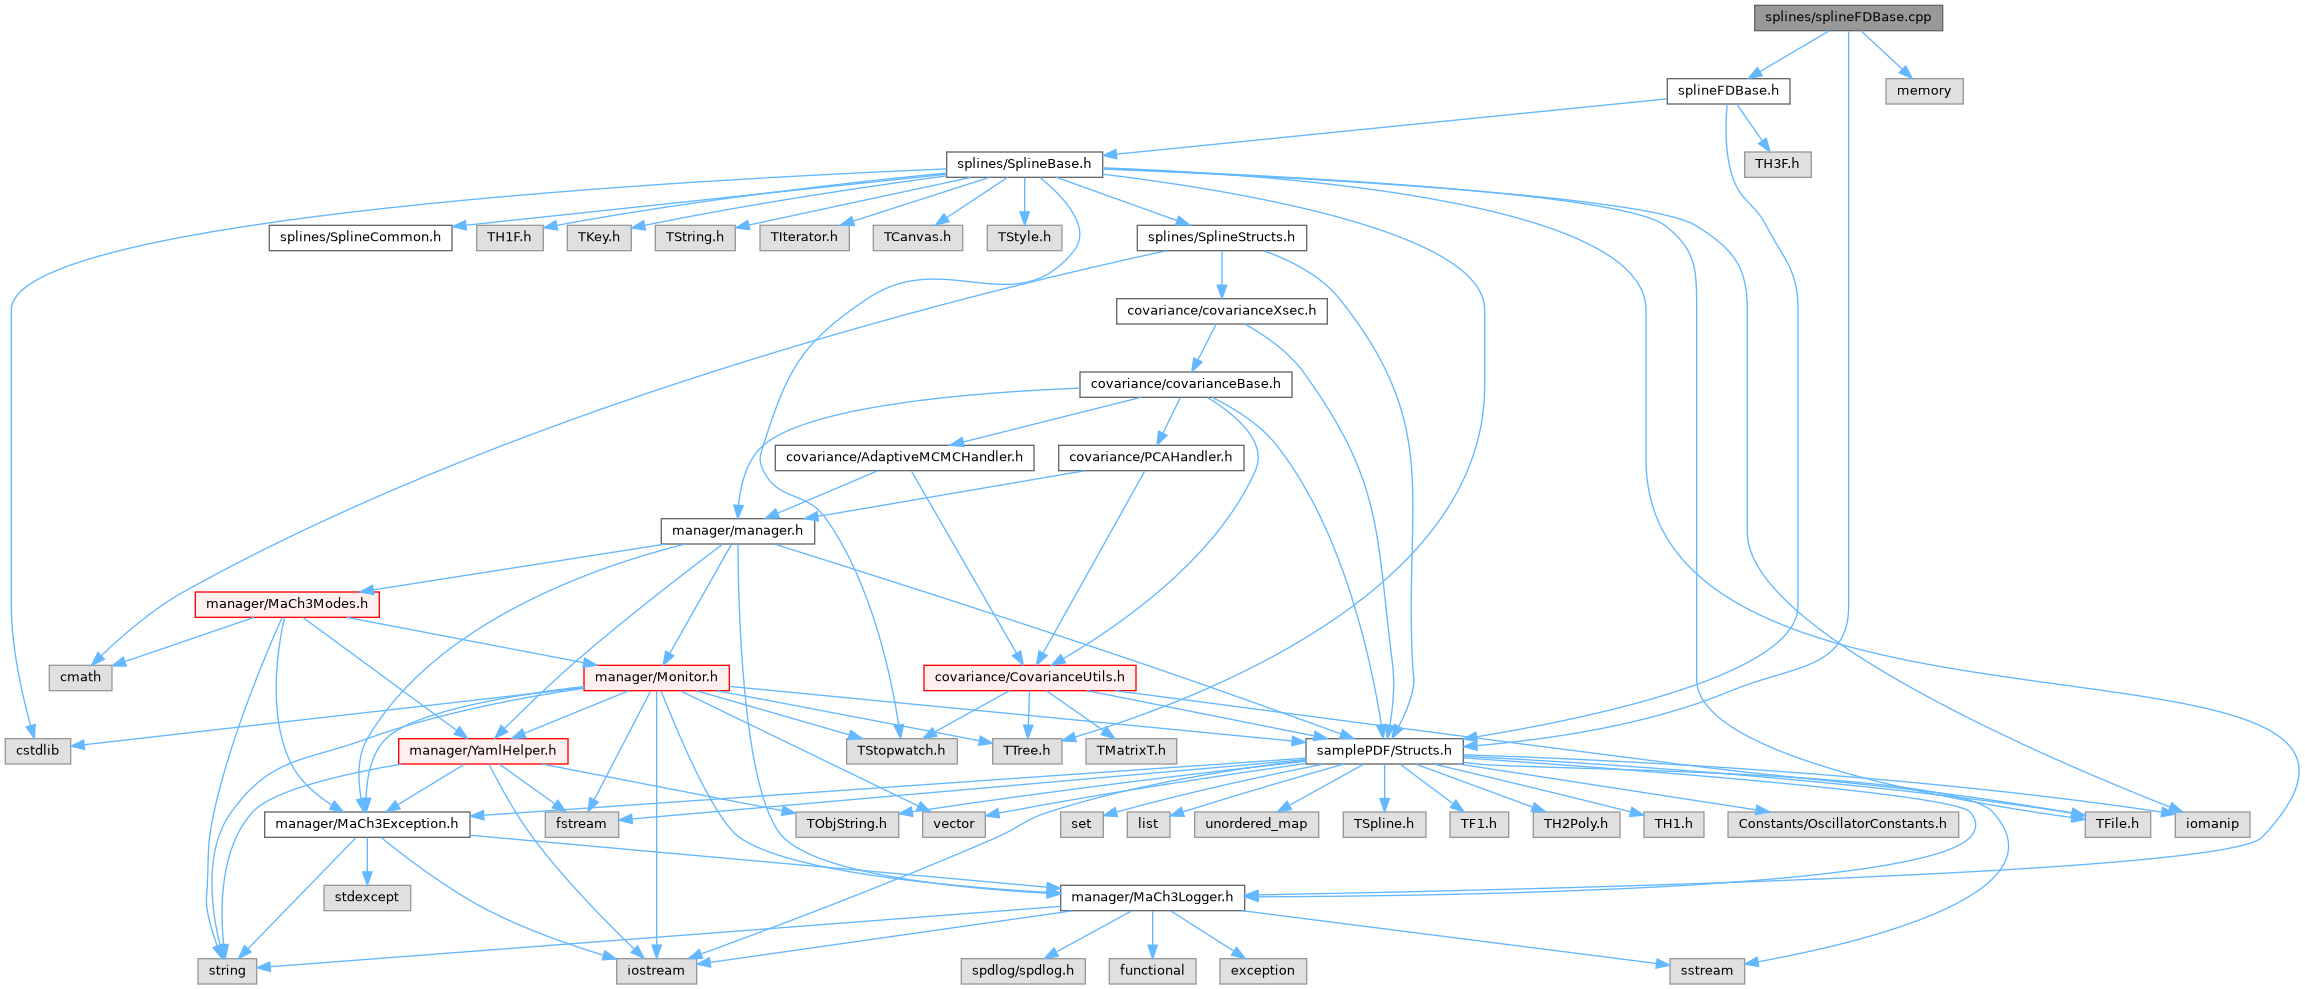 splines/splineFDBase.cpp
splineFDBase.h
memory
splines/SplineBase.h
TH3F.h
splines/SplineCommon.h
TH1F.h
TKey.h
TString.h
TIterator.h
TCanvas.h
TStyle.h
splines/SplineStructs.h
covariance/covarianceXsec.h
covariance/covarianceBase.h
covariance/AdaptiveMCMCHandler.h
covariance/PCAHandler.h
manager/manager.h
manager/MaCh3Modes.h
cmath
manager/Monitor.h
covariance/CovarianceUtils.h
cstdlib
manager/YamlHelper.h
TStopwatch.h
TTree.h
TMatrixT.h
samplePDF/Structs.h
manager/MaCh3Exception.h
fstream
TObjString.h
vector
set
list
unordered_map
TSpline.h
TF1.h
TH2Poly.h
TH1.h
Constants/OscillatorConstants.h
TFile.h
iomanip
stdexcept
manager/MaCh3Logger.h
string
iostream
spdlog/spdlog.h
functional
exception
sstream